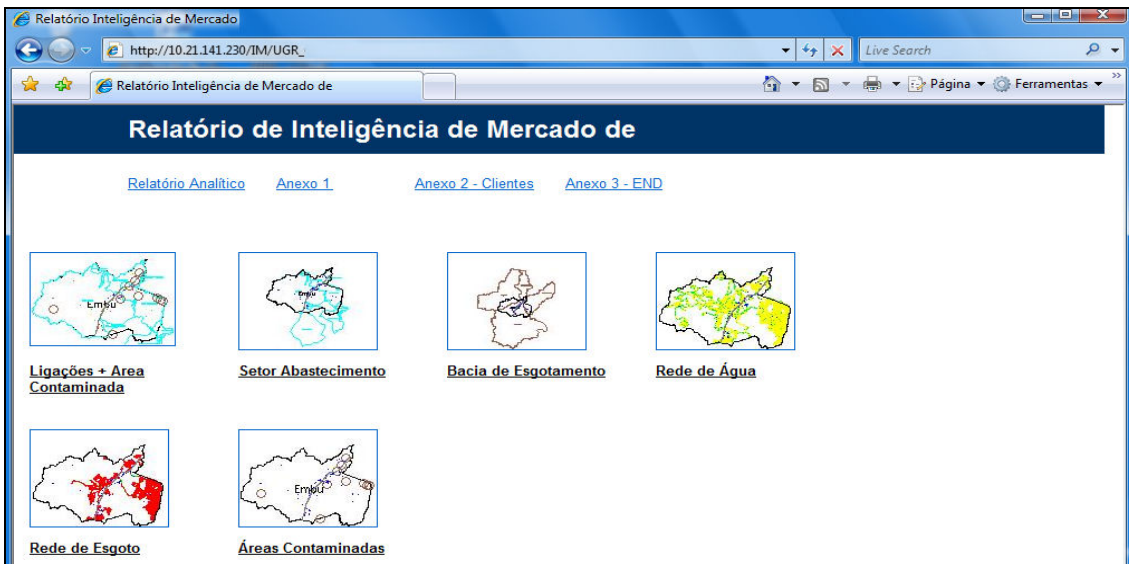 Relatório Inteligência de Mercado
http://10.21.141.230/IM/UGR_
Live Search
Relatório Inteligência de Mercado de
Página
Ferramentas
Relatório de Inteligência de Mercado de
Relatório Analítico Anexo 1 Anexo 2 - Clientes Anexo 3 - END
Embu
Embu
Ligações + Area
Contaminada
Setor Abastecimento
Bacia de Esgotamento
Rede de Água
Embu
Rede de Esgoto
Áreas Contaminadas